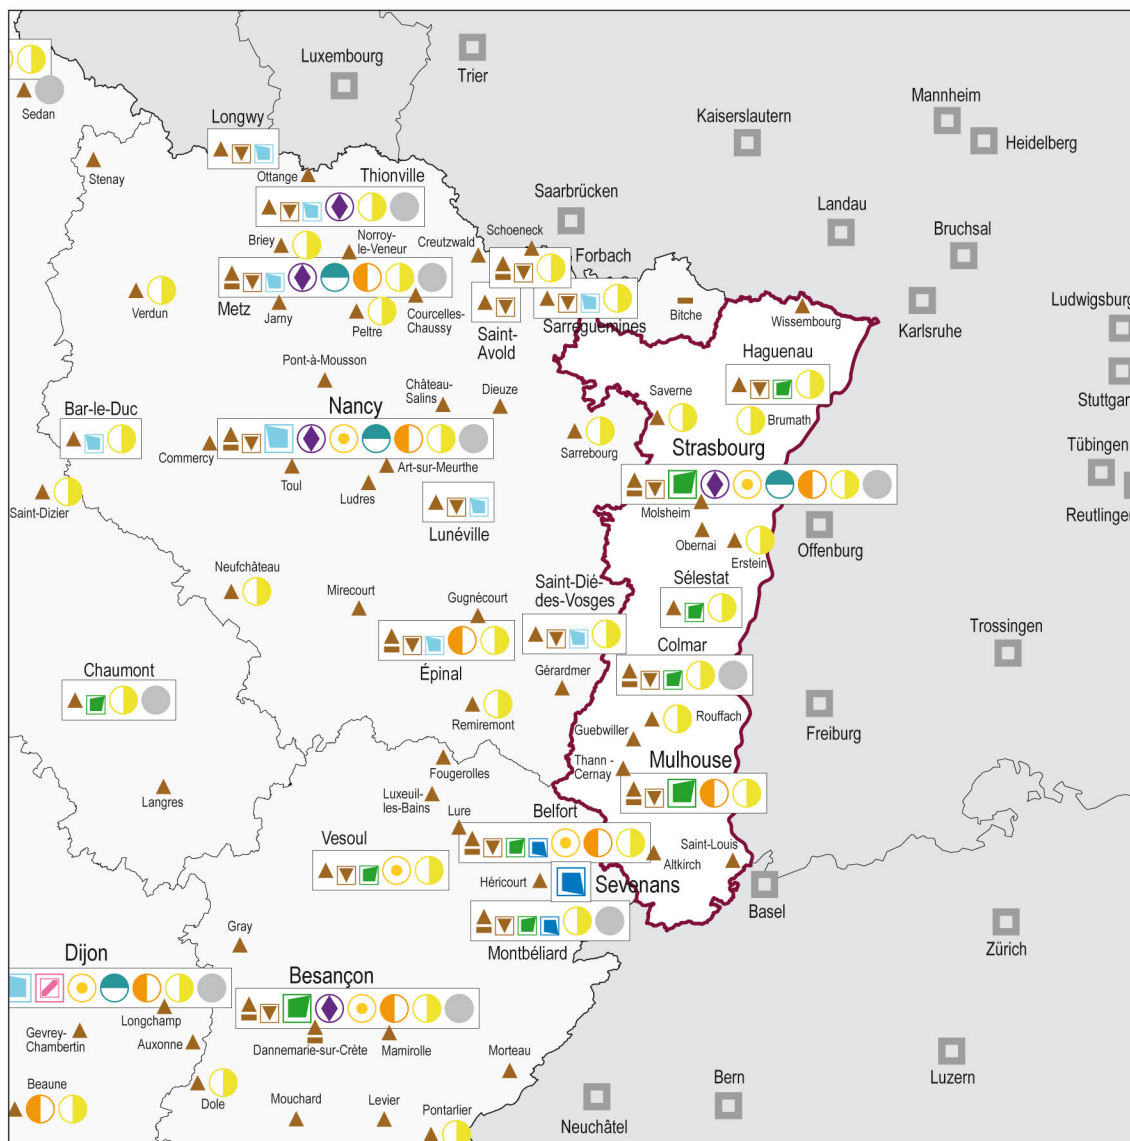 Luxembourg
Trier
Sedan
Longwy
Kaiserslautern
Mannheim
Heidelberg
Stenay
Ottange
Thionville
Saarbrücken
Landau
Bruchsal
Briey
Norroy-
le-Veneur
Creutzwald
Schoeneck
Forbach
Verdun
Metz
Jarny
Peltre
Courcelles-
Chaussy
Saint-
Avold
Sarreguemines
Bitche
Wissembourg
Karlsruhe
Ludwigsburg
Haguenau
Pont-à-Mousson
Château-
Salins
Dieuze
Saverne
Brumath
Stuttgar
Bar-le-Duc
Nancy
Commercy
Sarrebourg
Strasbourg
Tübingen
Toul
Ludres
Art-sur-Meurthe
Saint-Dizier
Lunéville
Molsheim
Obernai
Erstein
Offenburg
Reutlingen
Neufchâteau
Mirecourt
Gugnécourt
Saint-Dié-
des-Vosges
Sélestat
Trossingen
Épinal
Colmar
Chaumont
Gérardmer
Remiremont
Rouffach
Guebwiller
Freiburg
Thann -
Cernay
Mulhouse
Langres
Fougerolles
Luxeuil-
les-Bains
Lure
Belfort
Vesoul
Saint-Louis
Altkirch
Héricourt
Sevenans
Basel
Zürich
Gray
Montbéliard
Dijon
Besançon
Longchamp
Gevrey-
Chambertin
Auxonne
Dannemarie-sur-Crète
Mamirolle
Morteau
Luzern
Beaune
Dole
Mouchard
Levier
Pontarlier
Neuchâtel
Bern